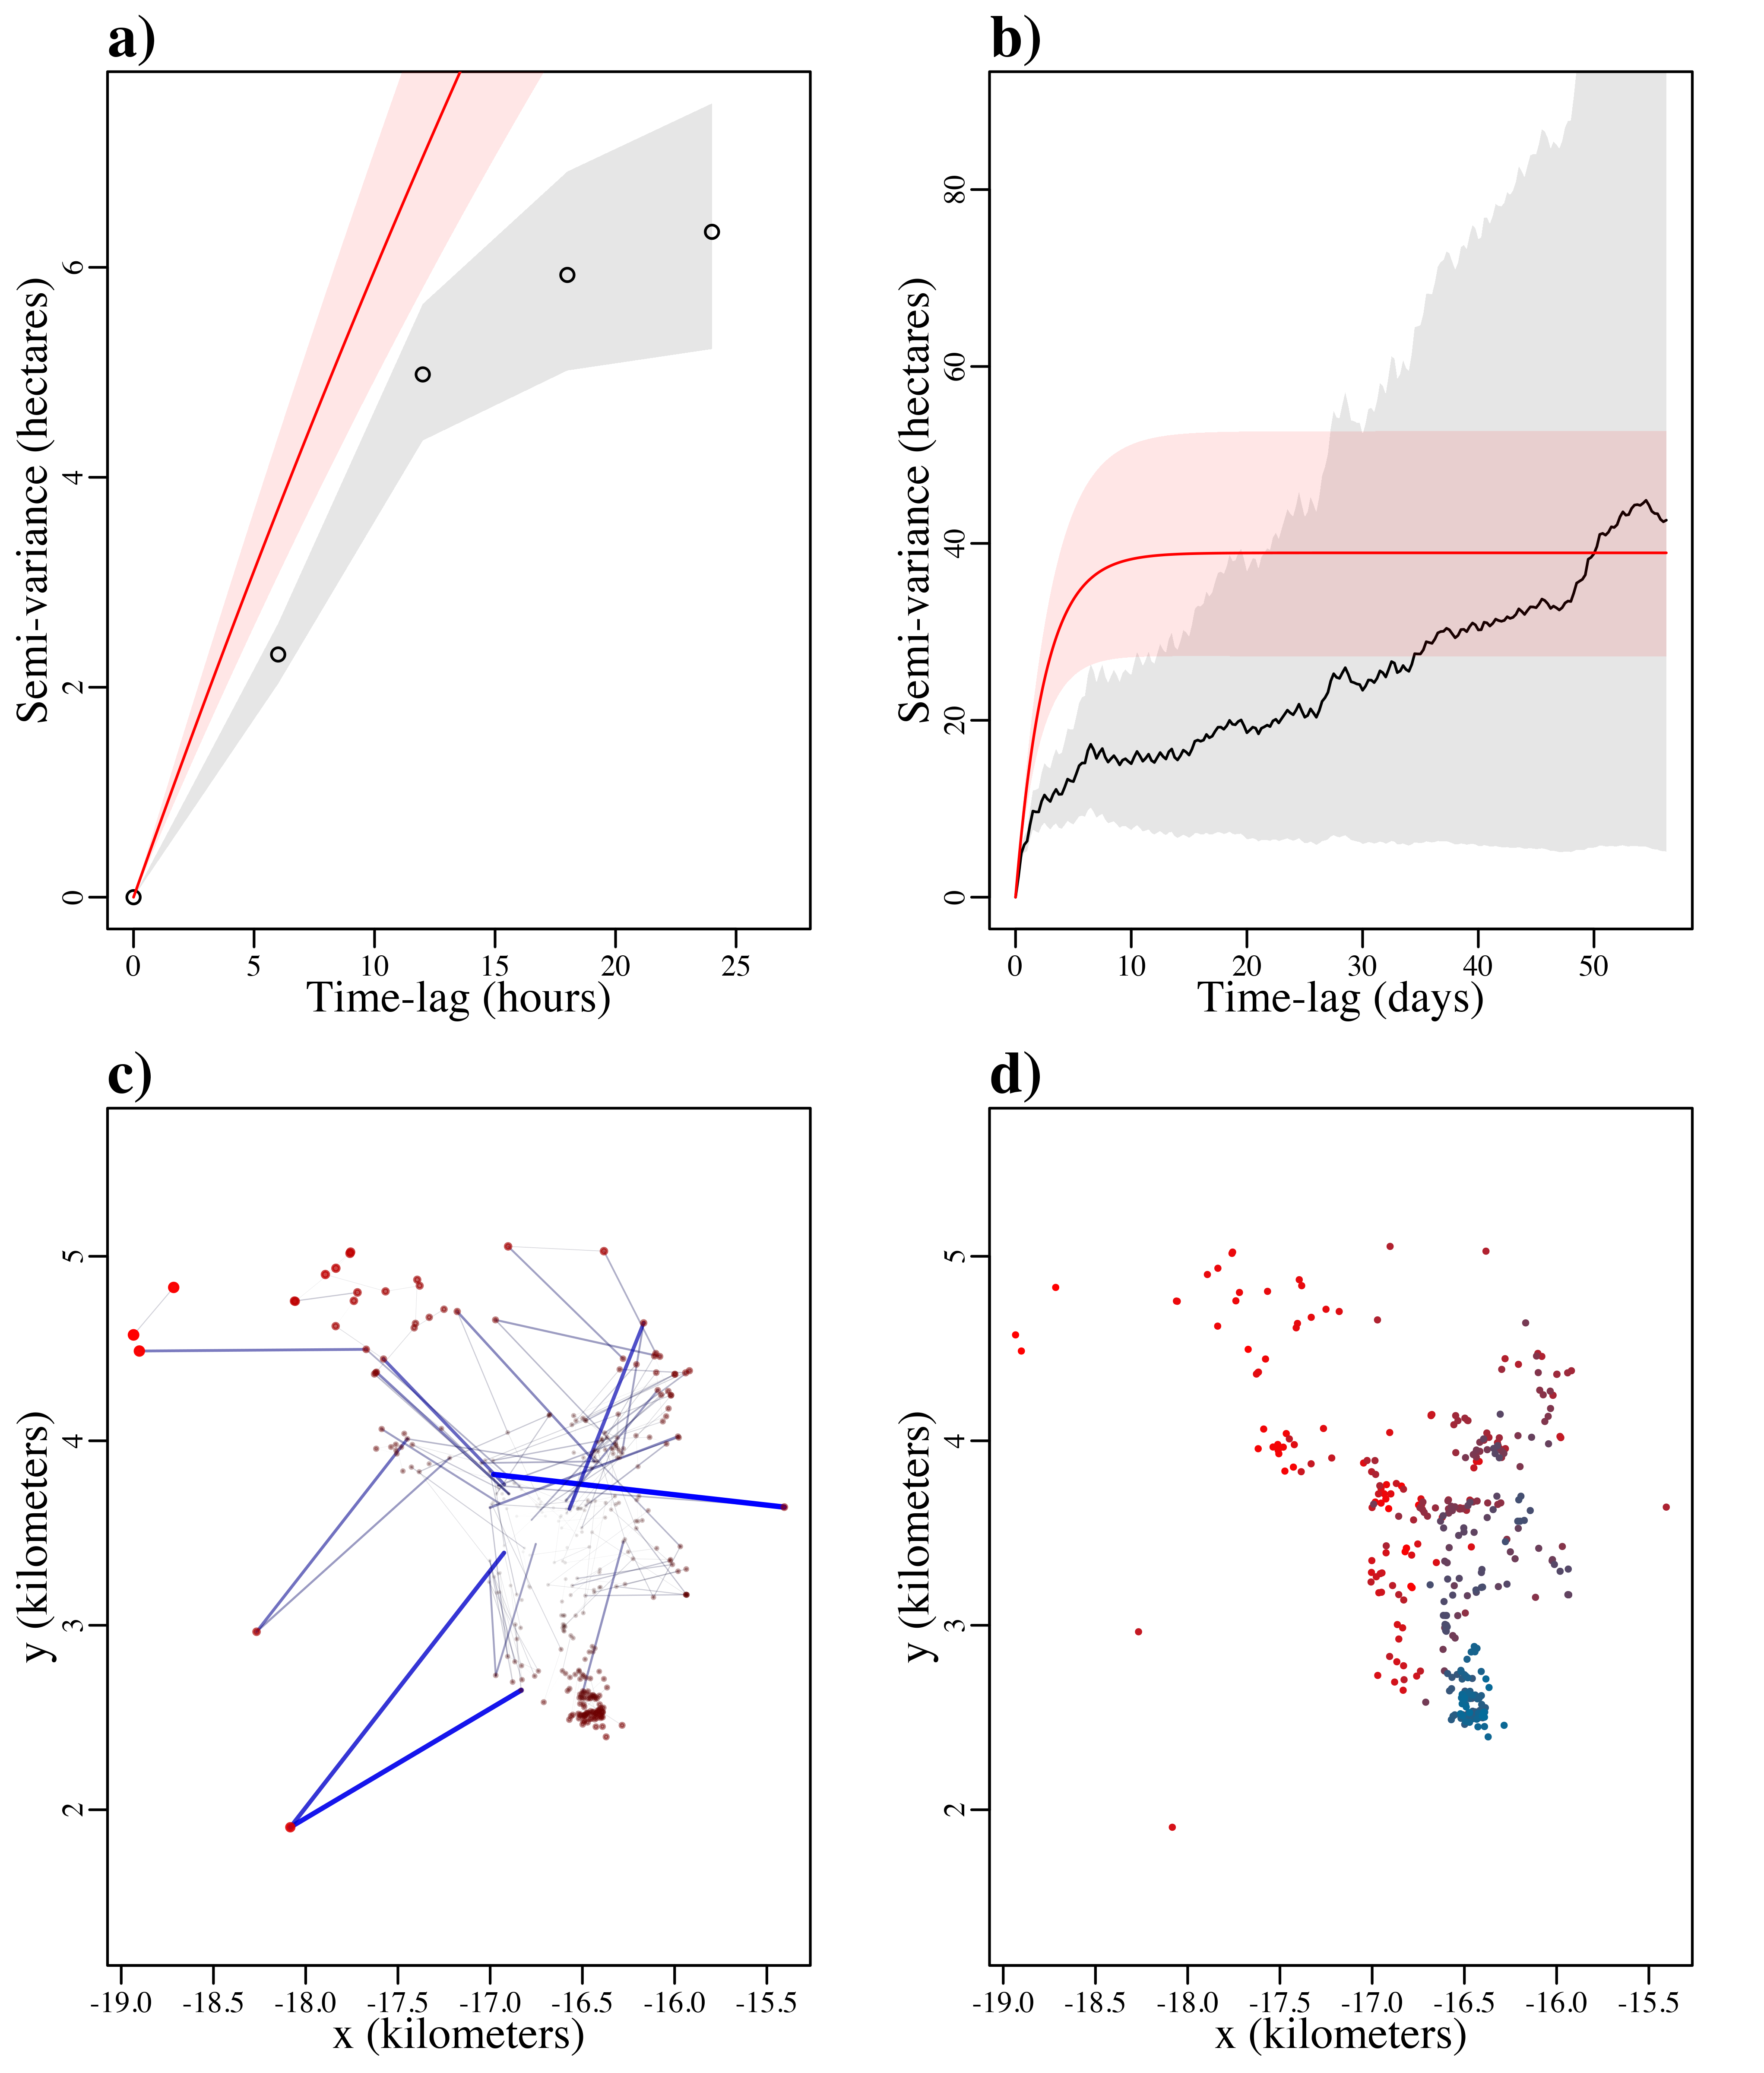 a)
Semi-variance (hectares)
0 2 4 6
0 5 10 15 20 25
Time-lag (hours)
b)
Semi-variance (hectares)
0 20 40 60 80
0 10 20 30 40 50
Time-lag (days)
c)
y (kilometers)
2 3 4 5
-19.0 -18.5 -18.0 -17.5 -17.0 -16.5 -16.0 -15.5
x (kilometers)
d)
y (kilometers)
2 3 4 5
-19.0 -18.5 -18.0 -17.5 -17.0 -16.5 -16.0 -15.5
x (kilometers)